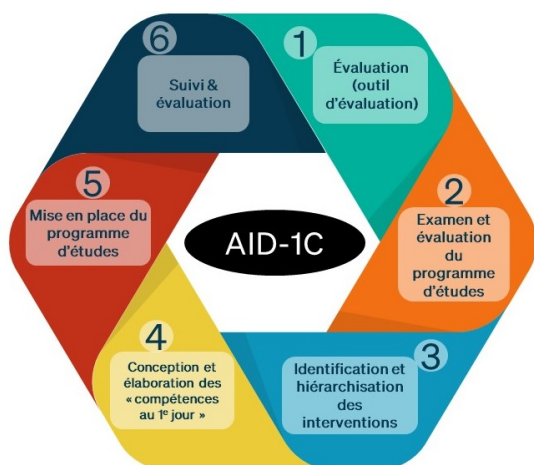 1
Évaluation
(outil
d'évaluation)
2
Examen et
évaluation
du
programme
d'études
3
Identification et
hiérarchisation
des
interventions
4
Conception et
élaboration des
« compétences
au 1e jour »
5
Mise en place du
programme
d'études
6
Suivi &
évaluation
AID-1C